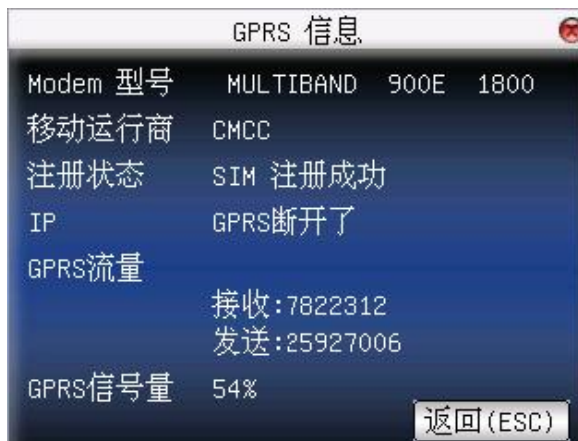 GPRS 信息
Modem 型号 MULTIBAND 900E 1800
移动运行商 CMCC
注册状态 SIM 注册成功
IP GPRS断开了
GPRS流量
接收:7822312
发送:25927006
GPRS信号量 54%
返回(ESC)